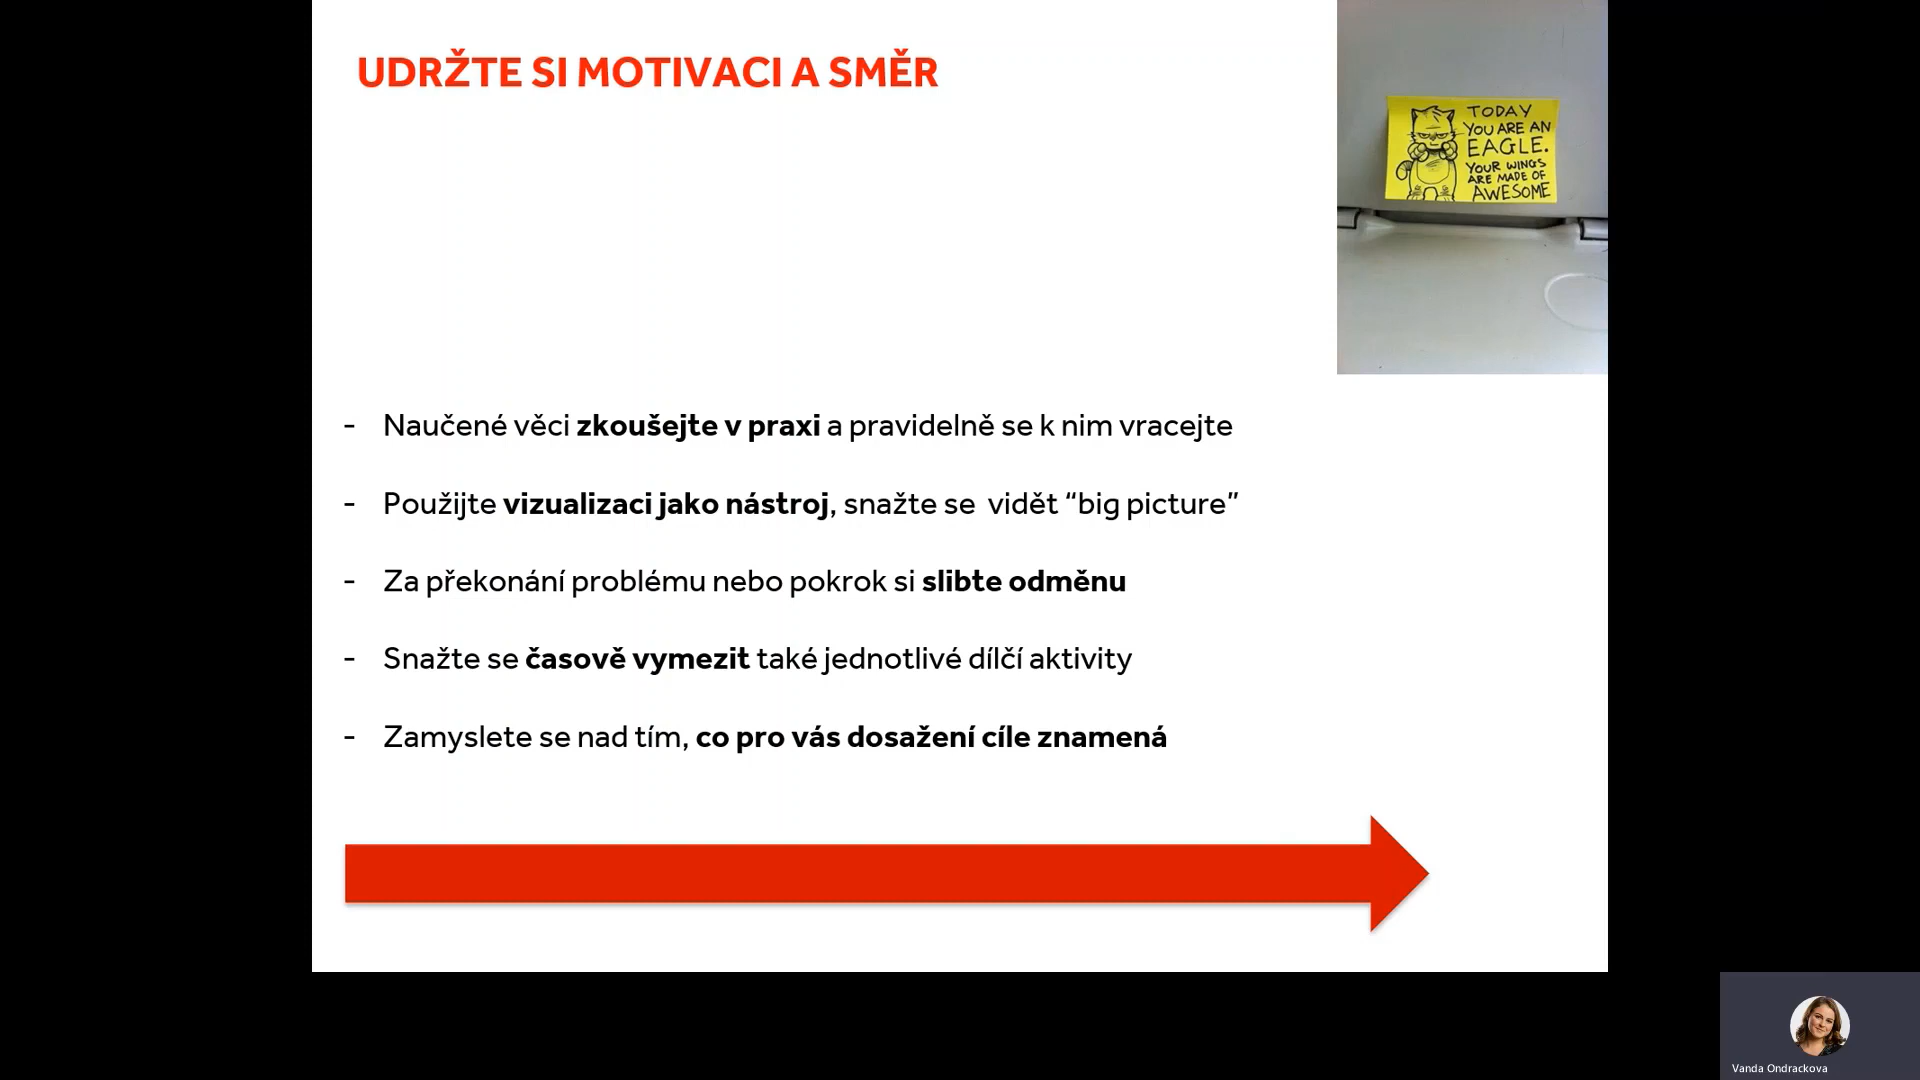 UDRŽTE SI MOTIVACI A SMĚR
TODAY
YOU ARE AN
EAGLE.
YOUR WINGS
ARE MADE OF
AWESOME
- Naučené věci zkoušejte v praxi a pravidelně se k nim vracejte
- Použijte vizualizaci jako nástroj, snažte se  vidět “big picture”
- Za překonání problému nebo pokrok si slibte odměnu
- Snažte se časově vymezit také jednotlivé dílčí aktivity
- Zamyslete se nad tím, co pro vás dosažení cíle znamená
Vanda Ondrackova